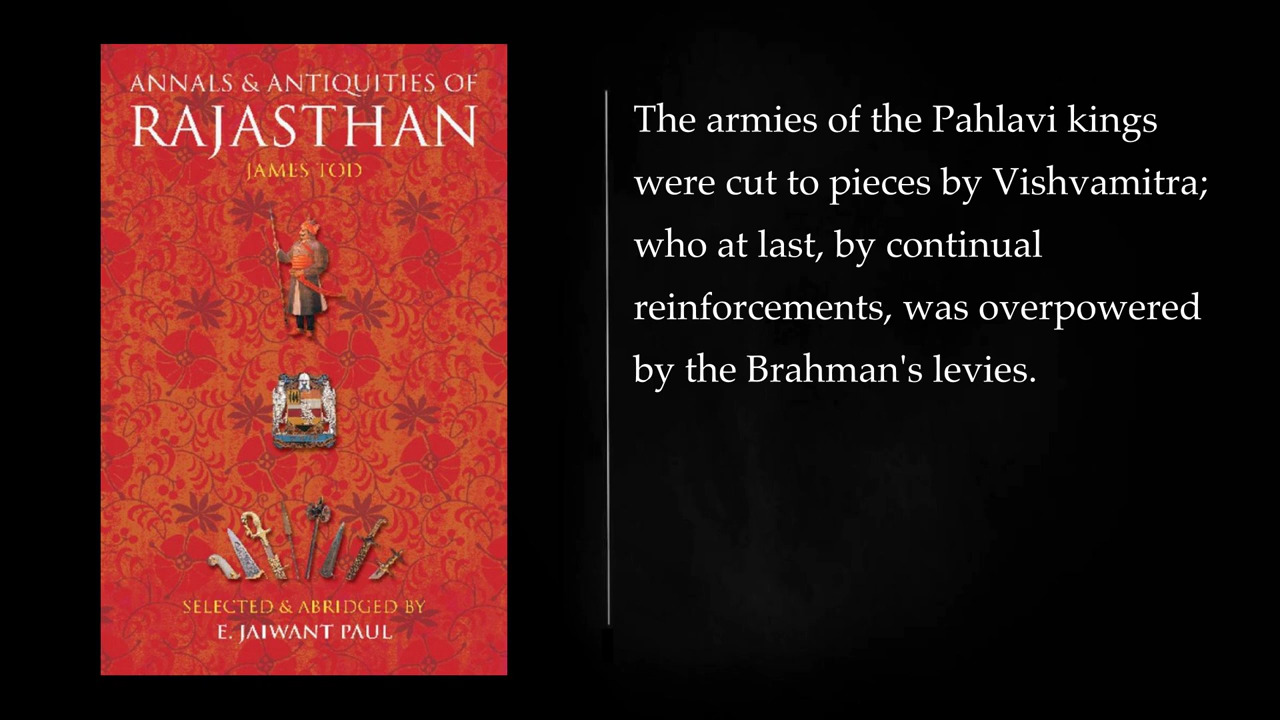 ANNALS & ANTIQUITIES OF
RAJASTHAN
JAMES TOD
SELECTED & ABRIDGED BY
E. JAIWANT PAUL
The armies of the Pahlavi kings
were cut to pieces by Vishvamitra;
who at last, by continual
reinforcements, was overpowered
by the Brahman's levies.